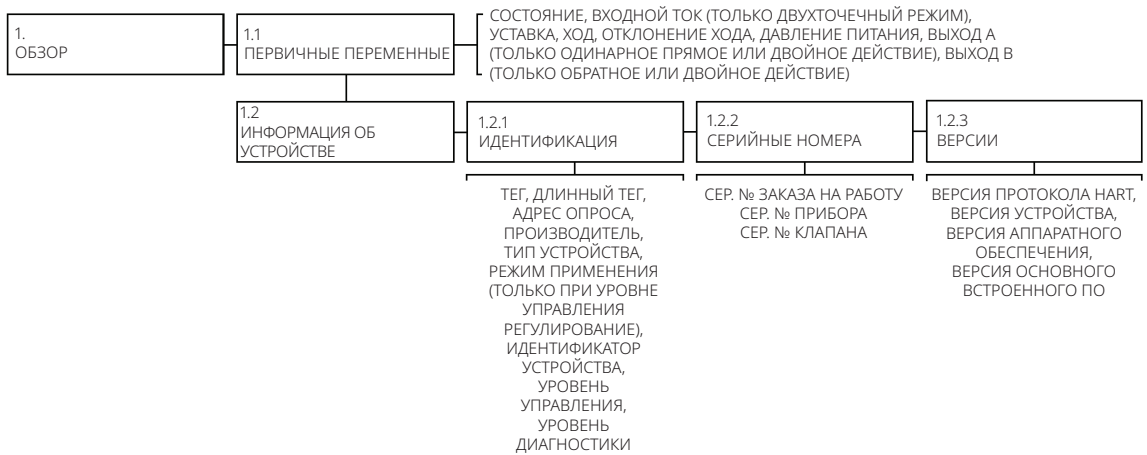 1.
ОБЗОР
1.1
ПЕРВИЧНЫЕ ПЕРЕМЕННЫЕ
СОСТОЯНИЕ, ВХОДНОЙ ТОК (ТОЛЬКО ДВУХТОЧЕЧНЫЙ РЕЖИМ),
УСТАВКА, ХОД, ОТКЛОНЕНИЕ ХОДА, ДАВЛЕНИЕ ПИТАНИЯ, ВЫХОД А
(ТОЛЬКО ОДИНАРНОЕ ПРЯМОЕ ИЛИ ДВОЙНОЕ ДЕЙСТВИЕ), ВЫХОД В
(ТОЛЬКО ОБРАТНОЕ ИЛИ ДВОЙНОЕ ДЕЙСТВИЕ)
1.2
ИНФОРМАЦИЯ ОБ
УСТРОЙСТВЕ
1.2.1
ИДЕНТИФИКАЦИЯ
1.2.2
СЕРИЙНЫЕ НОМЕРА
1.2.3
ВЕРСИИ
ТЕГ, ДЛИННЫЙ ТЕГ,
АДРЕС ОПРОСА,
ПРОИЗВОДИТЕЛЬ,
ТИП УСТРОЙСТВА,
РЕЖИМ ПРИМЕНЕНИЯ
(ТОЛЬКО ПРИ УРОВНЕ
УПРАВЛЕНИЯ
РЕГУЛИРОВАНИЕ),
ИДЕНТИФИКАТОР
УСТРОЙСТВА,
УРОВЕНЬ
УПРАВЛЕНИЯ,
УРОВЕНЬ
ДИАГНОСТИКИ
СЕР. № ЗАКАЗА НА РАБОТУ
СЕР. № ПРИБОРА
СЕР. № КЛАПАНА
ВЕРСИЯ ПРОТОКОЛА HART,
ВЕРСИЯ УСТРОЙСТВА,
ВЕРСИЯ АППАРАТНОГО
ОБЕСПЕЧЕНИЯ,
ВЕРСИЯ ОСНОВНОГО
ВСТРОЕННОГО ПО